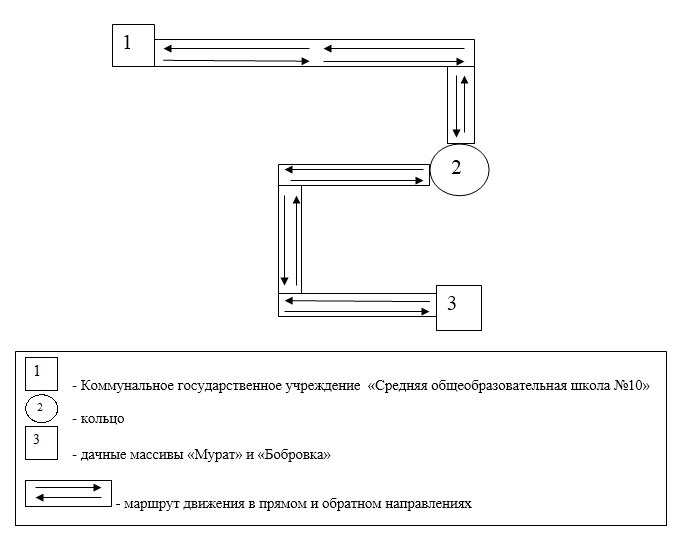 1
2
3
1 - Коммунальное государственное учреждение «Средняя общеобразовательная школа №10»
2 - кольцо
3 - дачные массивы «Мурат» и «Бобровка»
- маршрут движения в прямом и обратном направлениях